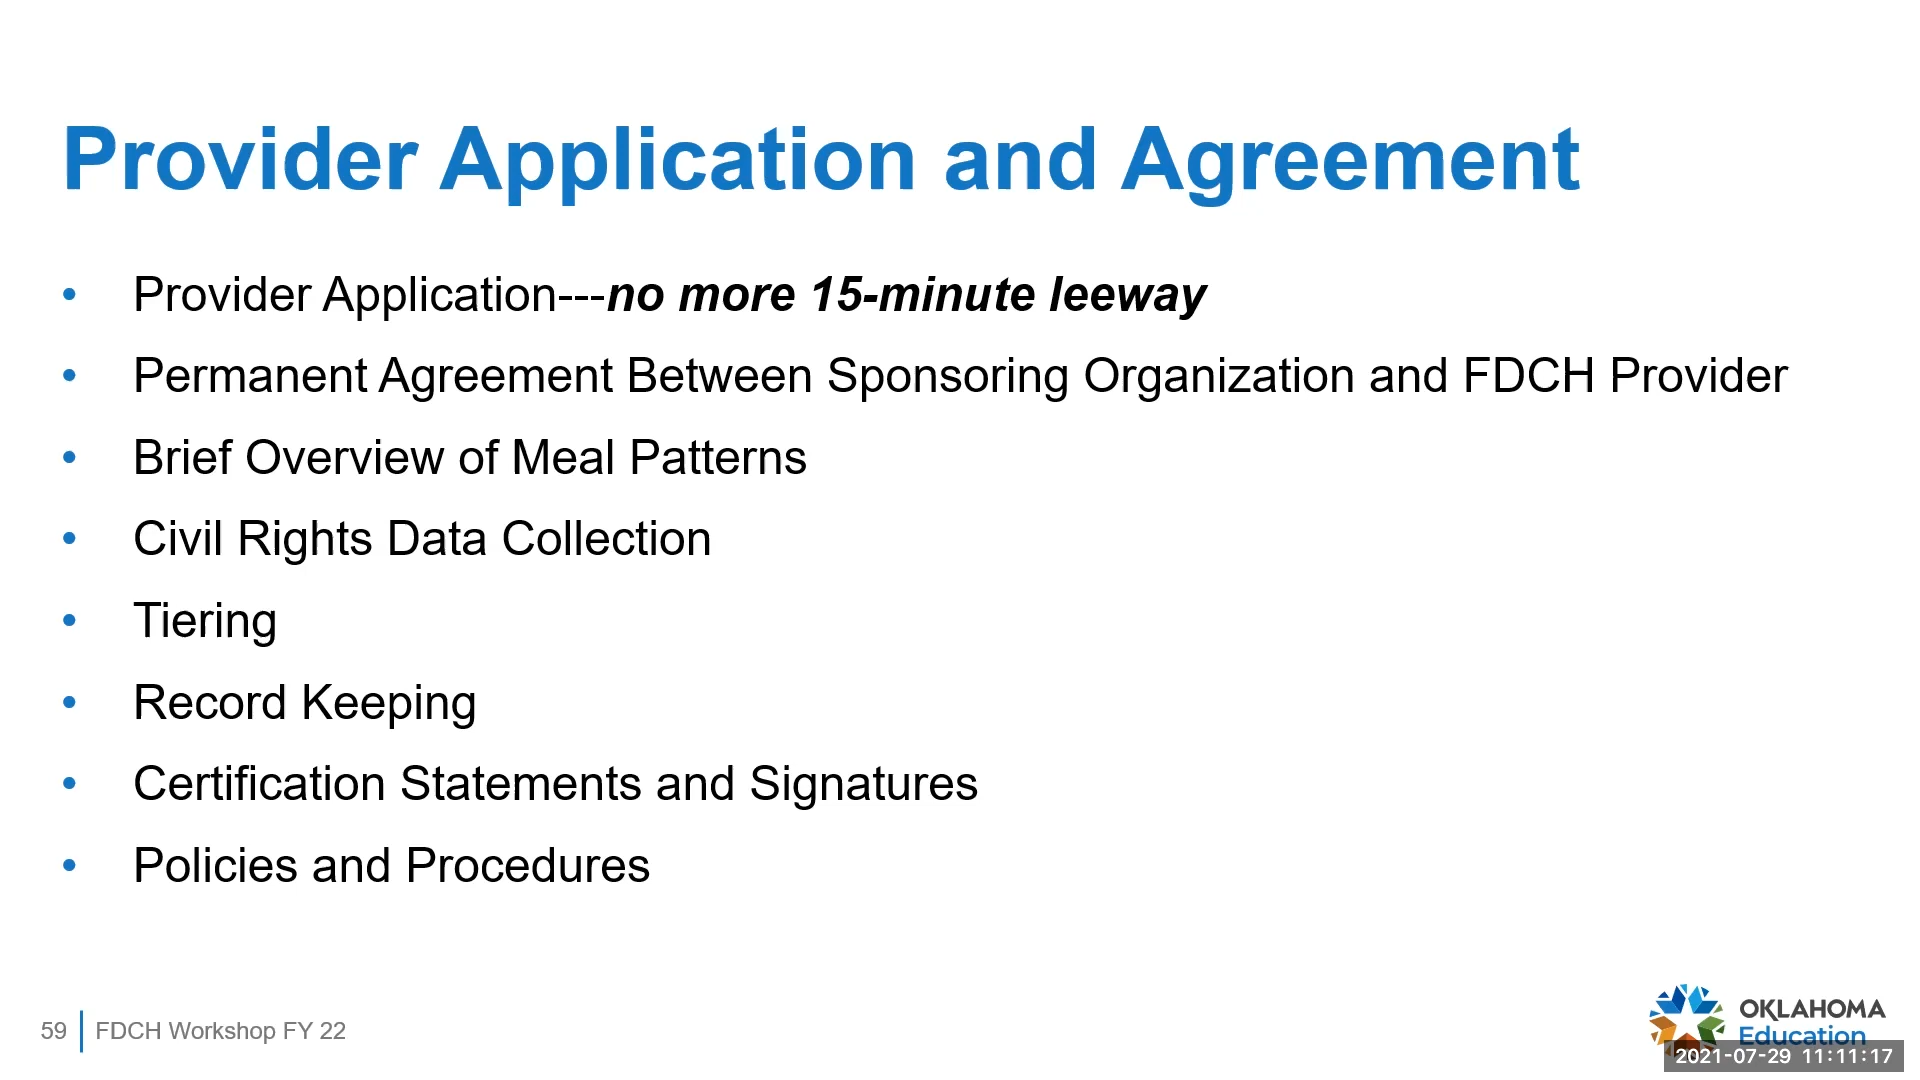 Provider Application and Agreement
• Provider Application---no more 15-minute leeway
• Permanent Agreement Between Sponsoring Organization and FDCH Provider
• Brief Overview of Meal Patterns
• Civil Rights Data Collection
• Tiering
• Record Keeping
• Certification Statements and Signatures
• Policies and Procedures
59 FDCH Workshop FY 22
OKLAHOMA
Education
2021-07-29 11:11:17